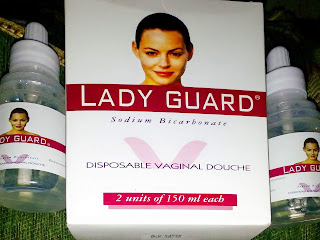 LADY GUARD®
Sodium Bicarbonate
DISPOSABLE VAGINAL DOUCHE
2 units of 150 ml each
LADY GUARD®
LADY GUARD